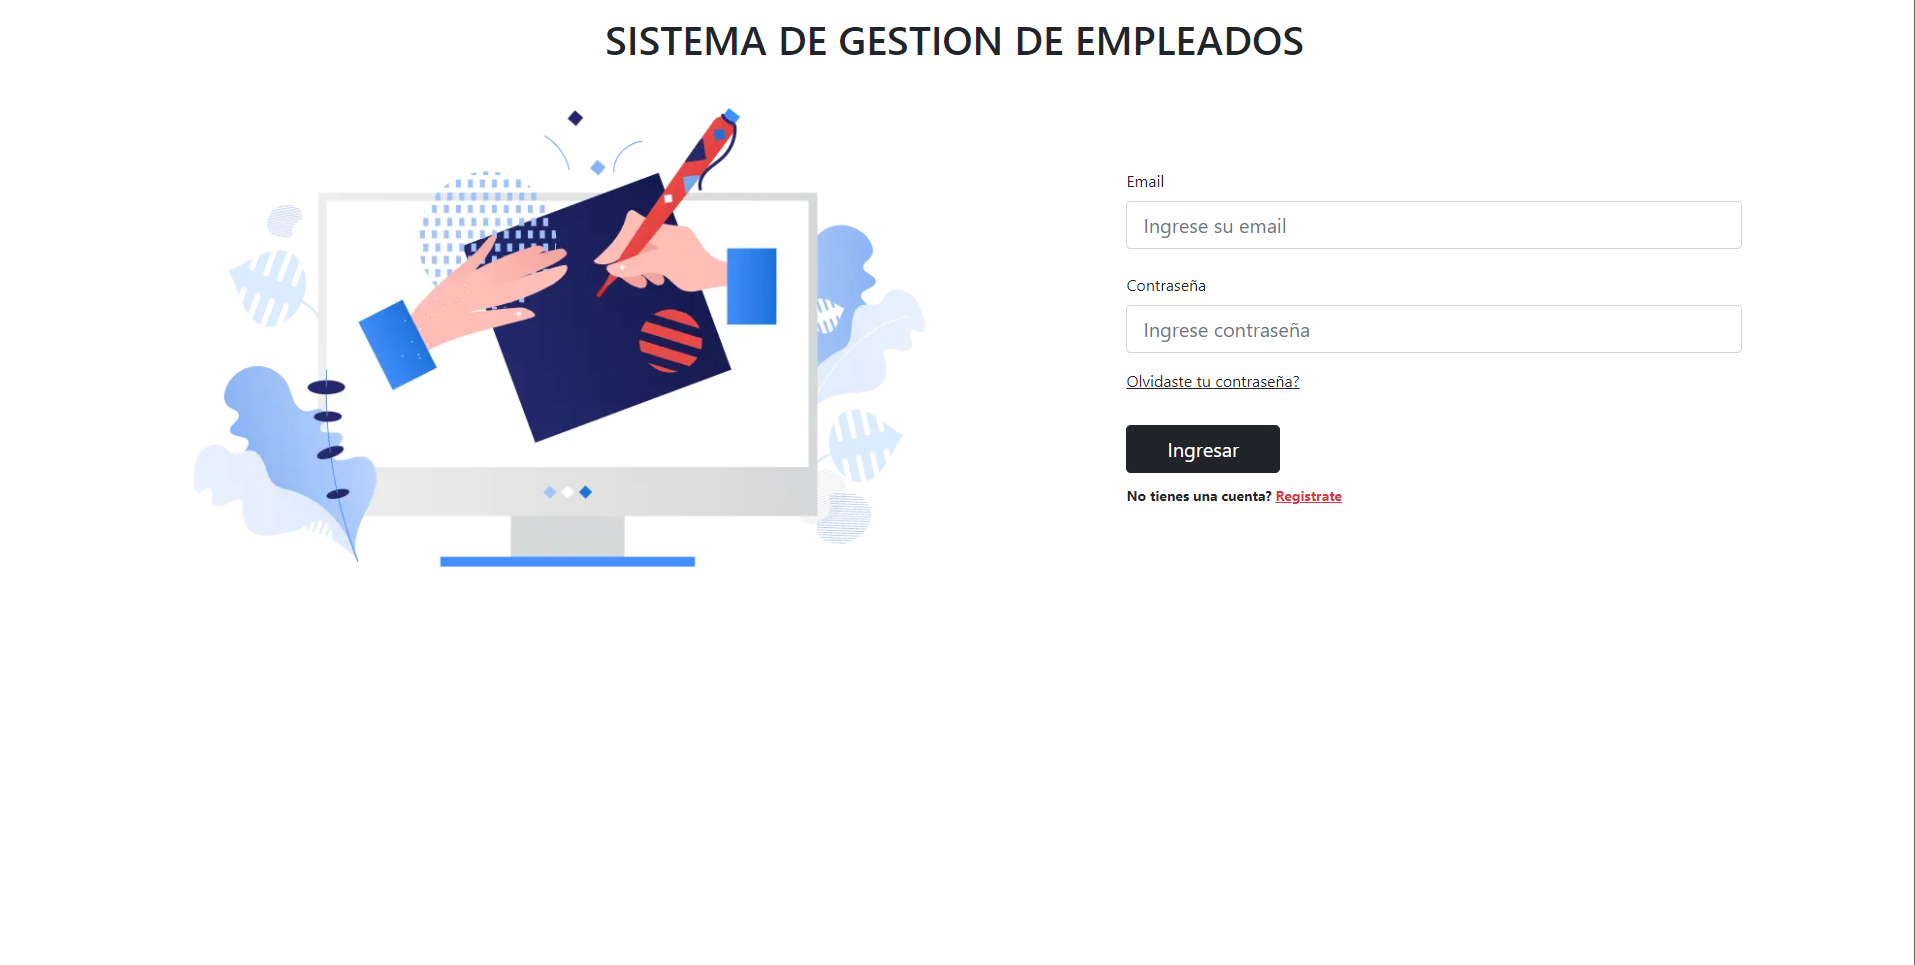 SISTEMA DE GESTION DE EMPLEADOS
Email
Ingrese su email
Contraseña
Ingrese contraseña
Olvidaste tu contraseña?
Ingresar
No tienes una cuenta? Registrate